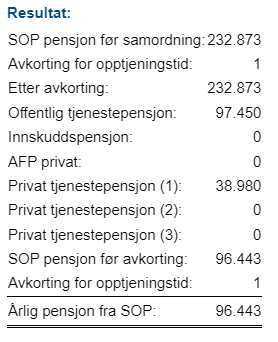 Resultat:
SOP pensjon før samordning: 232.873
Avkorting for opptjeningstid: 1
Etter avkorting: 232.873
Offentlig tjenestepensjon: 97.450
Innskuddspensjon: 0
AFP privat: 0
Privat tjenestepensjon (1): 38.980
Privat tjenestepensjon (2): 0
Privat tjenestepensjon (3): 0
SOP pensjon før avkorting: 96.443
Avkorting for opptjeningstid: 1
Årlig pensjon fra SOP: 96.443